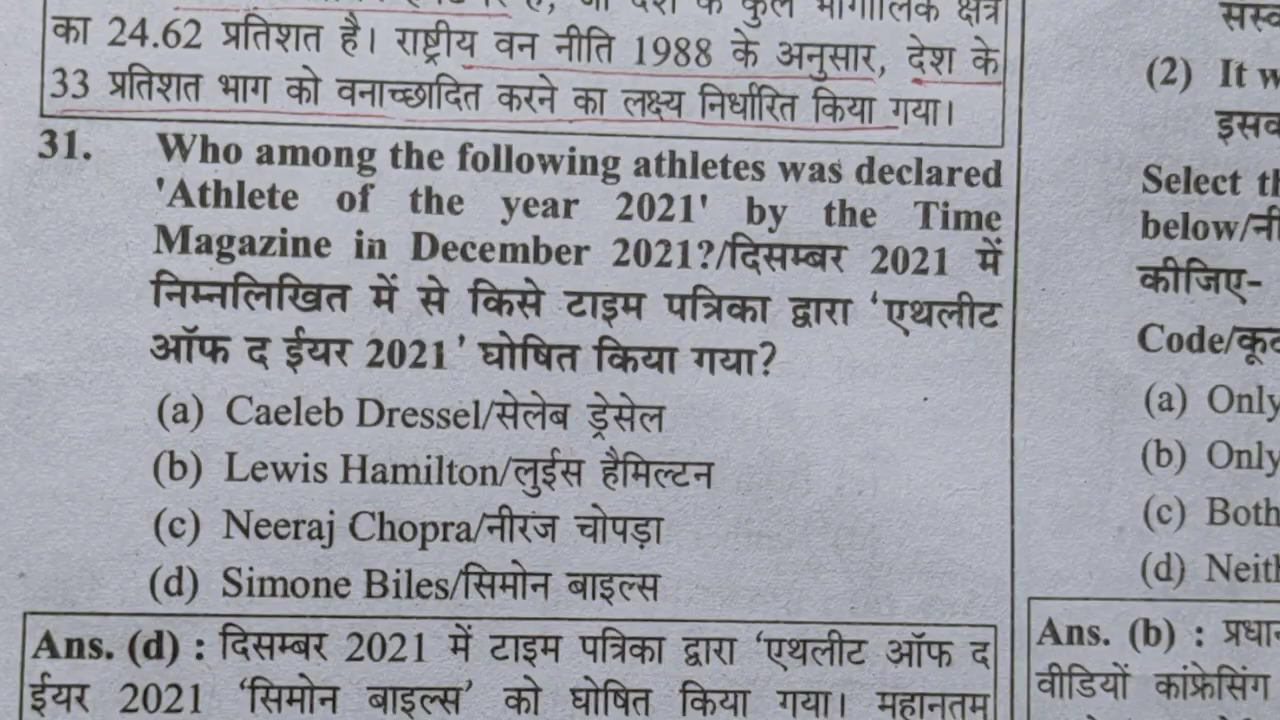 का 24.62 प्रतिशत है। राष्ट्रीय वन नीति 1988 के अनुसार, देश के
33 प्रतिशत भाग को वनाच्छादित करने का लक्ष्य निर्धारित किया गया।
31. Who among the following athletes was declared
'Athlete of the year 2021' by the Time
Magazine in December 2021?/दिसम्बर 2021 में
निम्नलिखित में से किसे टाइम पत्रिका द्वारा ‘एथलीट
ऑफ द ईयर 2021’ घोषित किया गया?
(a) Caeleb Dressel/सेलेब ड्रेसेल
(b) Lewis Hamilton/लुईस हैमिल्टन
(c) Neeraj Chopra/नीरज चोपड़ा
(d) Simone Biles/सिमोन बाइल्स
Ans. (d) : दिसम्बर 2021 में टाइम पत्रिका द्वारा ‘एथलीट ऑफ द
ईयर 2021 ‘सिमोन बाइल्स’ को घोषित किया गया। महानतम
(2) It
Select
below/
कीजिए-
Code/
(a) Only
(b) Only
(c) Both
(d)
Ans. (b) :
वीडियों कांफ्रेसिंग